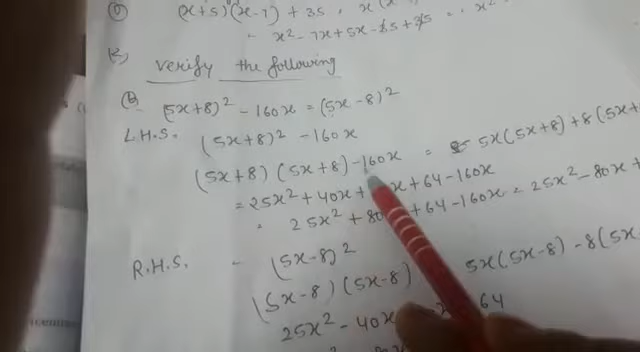 (x+5)(x-7) + 35
x² - 7x + 5x - 35 + 35
Verify the following
(5x+8)² - 160x = (5x-8)²
L.H.S. (5x+8)² - 160x
(5x+8) (5x+8) - 160x = 5x(5x+8) + 8(5x+
= 25x² + 40x + x + 64 - 160x
= 25x² + 80 + 64 - 160x = 25x² - 80x +
R.H.S. - (5x-8)²
(5x-8) (5x-8) 5x(5x-8) - 8(5x
25x² - 40x 64